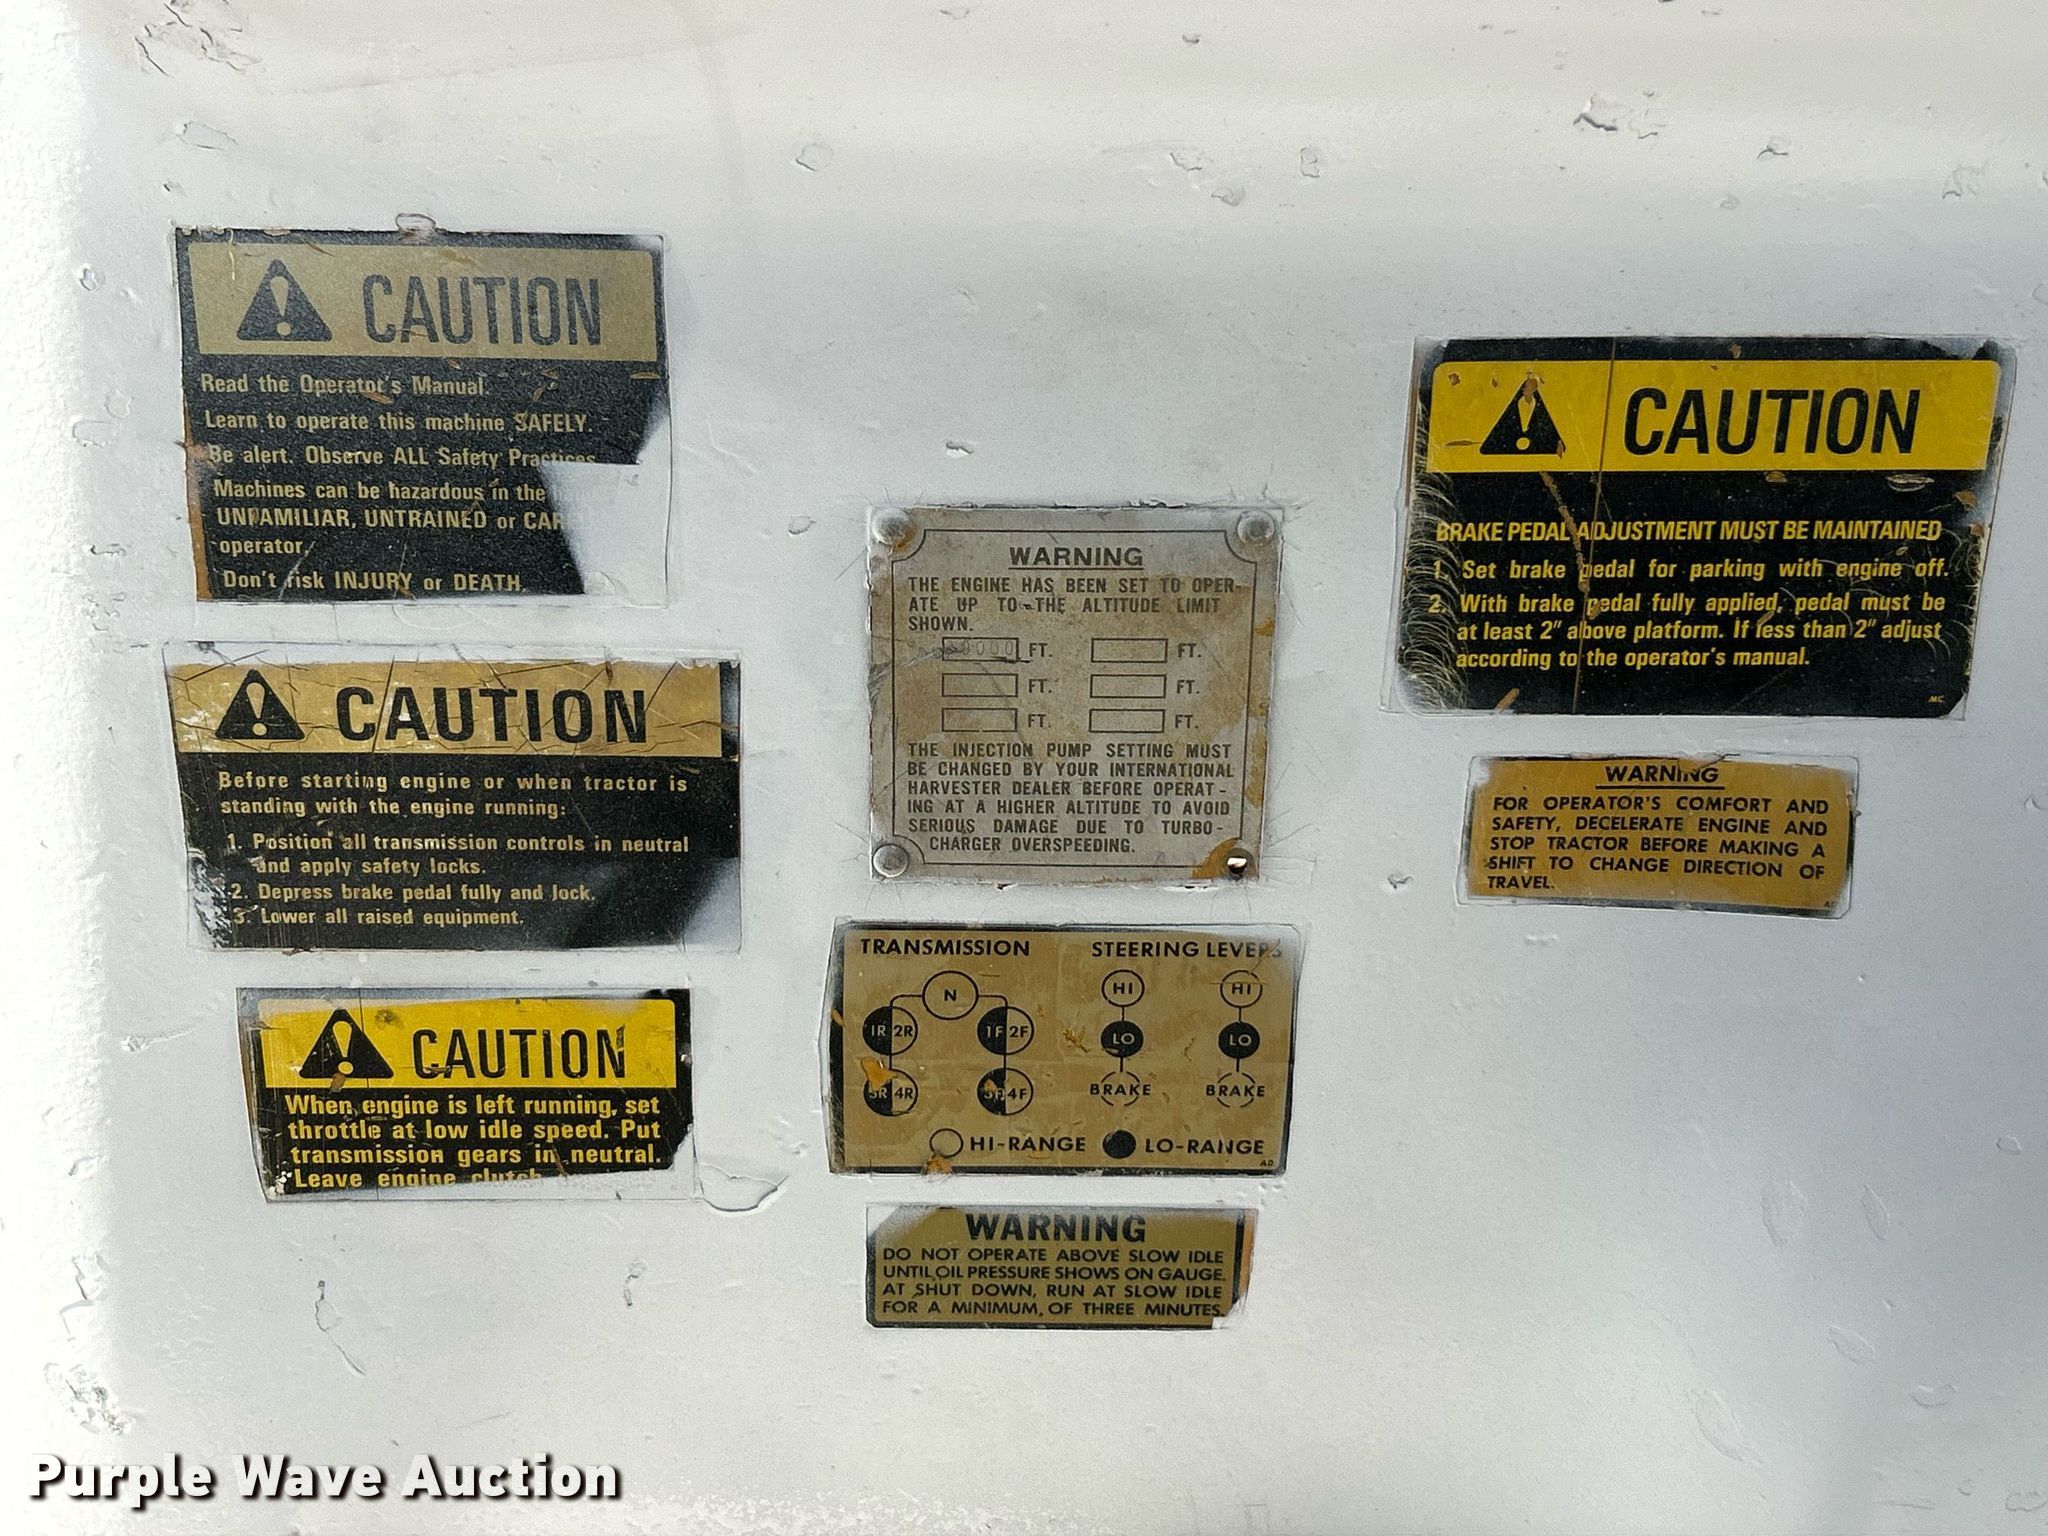 CAUTION
Read the Operator's Manual.
Learn to operate this machine SAFELY.
Be alert. Observe ALL Safety Practices
Machines can be hazardous in the
UNFAMILIAR, UNTRAINED or
operator.
Don't risk INJURY or DEATH
CAUTION
Before starting engine or when tractor is
standing with the engine running:
1. Position all transmission controls in neutral
and apply safety locks.
2. Depress brake pedal fully and lock.
3. Lower all raised equipment.
CAUTION
When engine is left running, set
throttle at low idle speed. Put
transmission gears in neutral.
Leave engine clutch
WARNING
THE ENGINE HAS BEEN SET TO OPER-
ATE UP TO THE ALTITUDE LIMIT
SHOWN.
FT. FT.
FT. FT.
FT. FT.
THE INJECTION PUMP SETTING MUST
BE CHANGED BY YOUR INTERNATIONAL
HARVESTER DEALER BEFORE OPERAT-
ING AT A HIGHER ALTITUDE TO AVOID
SERIOUS DAMAGE DUE TO TURBO-
CHARGER OVERSPEEDING.
TRANSMISSION STEERING LEVERS
N HI HI
1R 2R 1F 2F LO LO
3R 4R 3F 4F BRAKE BRAKE
HI-RANGE LO-RANGE
WARNING
DO NOT OPERATE ABOVE SLOW IDLE
UNTIL OIL PRESSURE SHOWS ON GAUGE.
AT SHUT DOWN, RUN AT SLOW IDLE
FOR A MINIMUM OF THREE MINUTES.
CAUTION
BRAKE PEDAL ADJUSTMENT MUST BE MAINTAINED
1. Set brake pedal for parking with engine off.
2. With brake pedal fully applied, pedal must be
at least 2" above platform. If less than 2" adjust
according to the operator's manual.
MC
WARNING
FOR OPERATOR'S COMFORT AND
SAFETY, DECELERATE ENGINE AND
STOP TRACTOR BEFORE MAKING A
SHIFT TO CHANGE DIRECTION OF
TRAVEL.
Purple Wave Auction